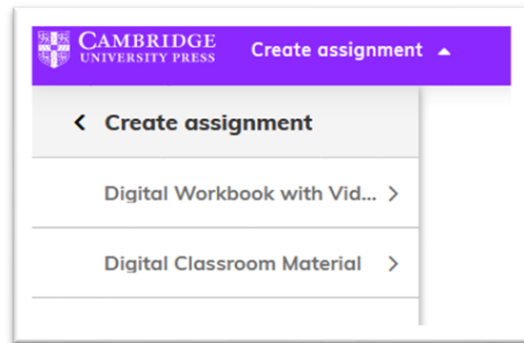 CAMBRIDGE
UNIVERSITY PRESS
Create assignment
Create assignment
Digital Workbook with Vid...
Digital Classroom Material